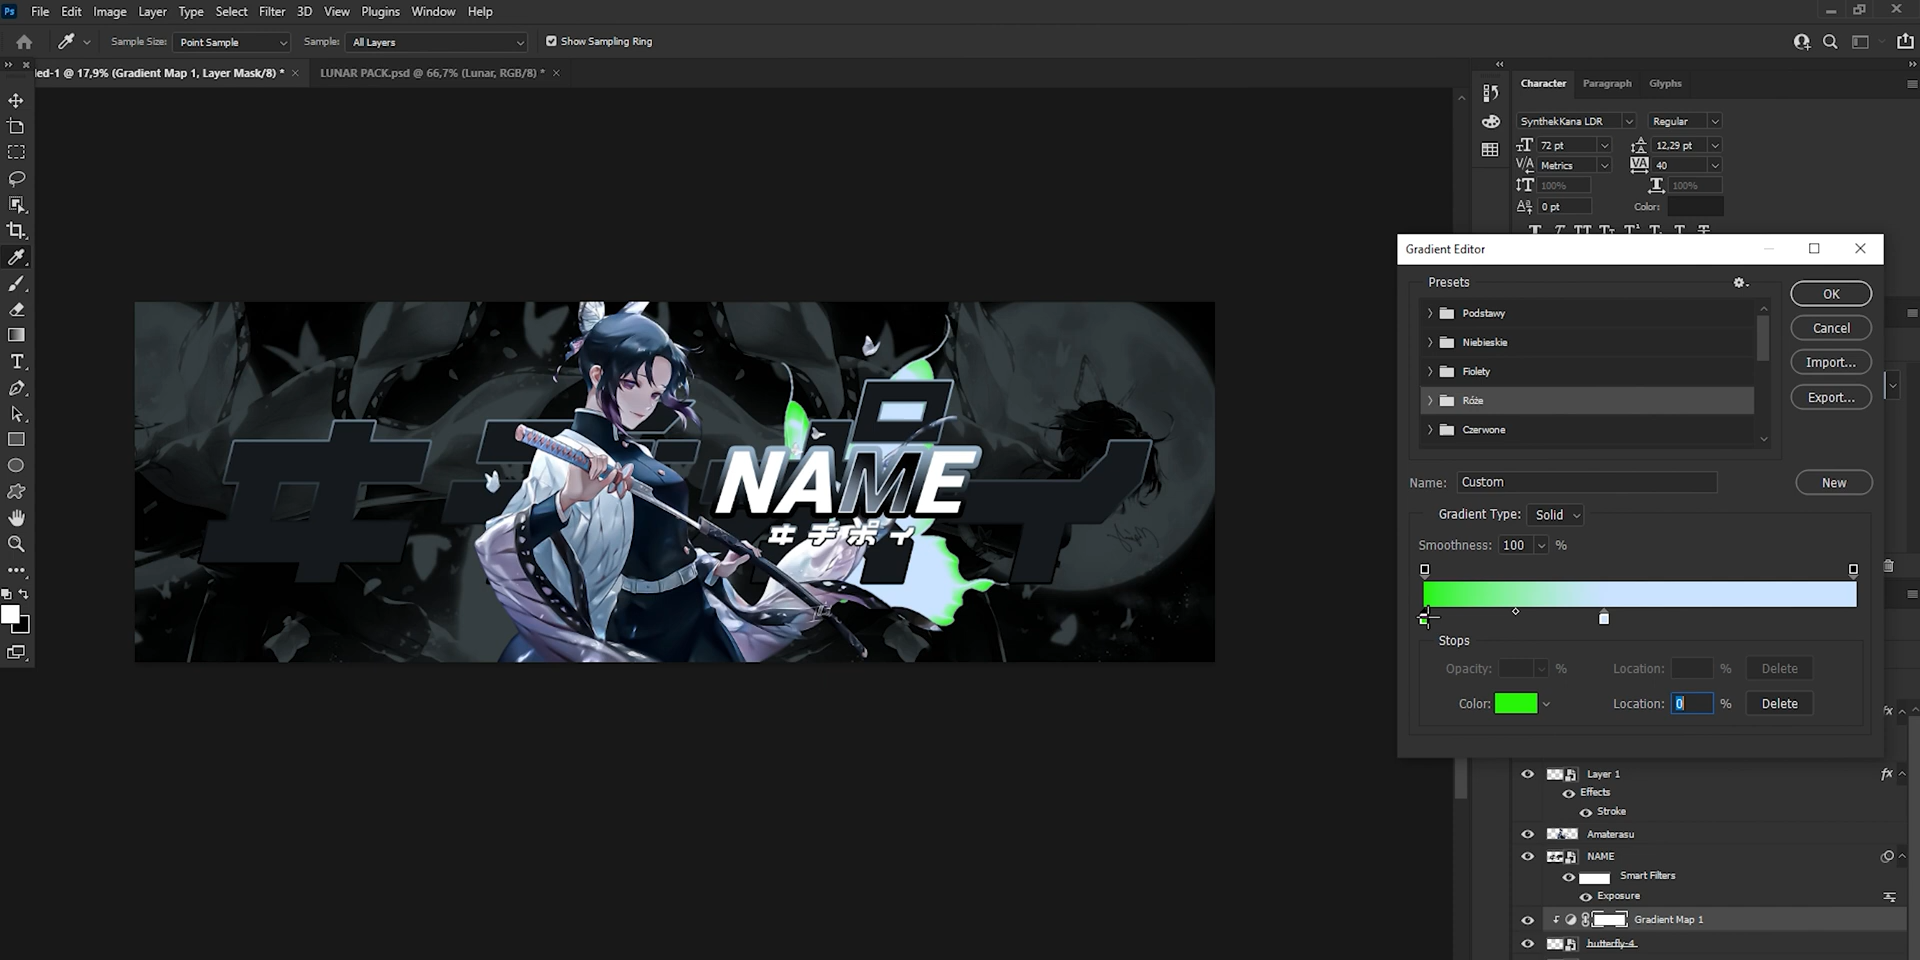 Ps File Edit Image Layer Type Select Filter 3D View Plugins Window Help
Sample Size: Point Sample Sample: All Layers Show Sampling Ring
led-1 @ 17,9% (Gradient Map 1, Layer Mask/8) * LUNAR PACK.psd @ 66,7% (Lunar, RGB/8) *
Character Paragraph Glyphs
SynthekKana LDR Regular
72 pt 12,29 pt
Metrics 40
100% 100%
0 pt Color:
Gradient Editor
Presets
Podstawy
Niebieskie
Fiolety
Róże
Czerwone
OK
Cancel
Import...
Export...
Name: Custom New
Gradient Type: Solid
Smoothness: 100 %
Stops
Opacity: % Location: % Delete
Color: Location: 0 % Delete
NAME
Layer 1 fx
Effects
Stroke
Amaterasu
NAME
Smart Filters
Exposure
Gradient Map 1
butterfly-4